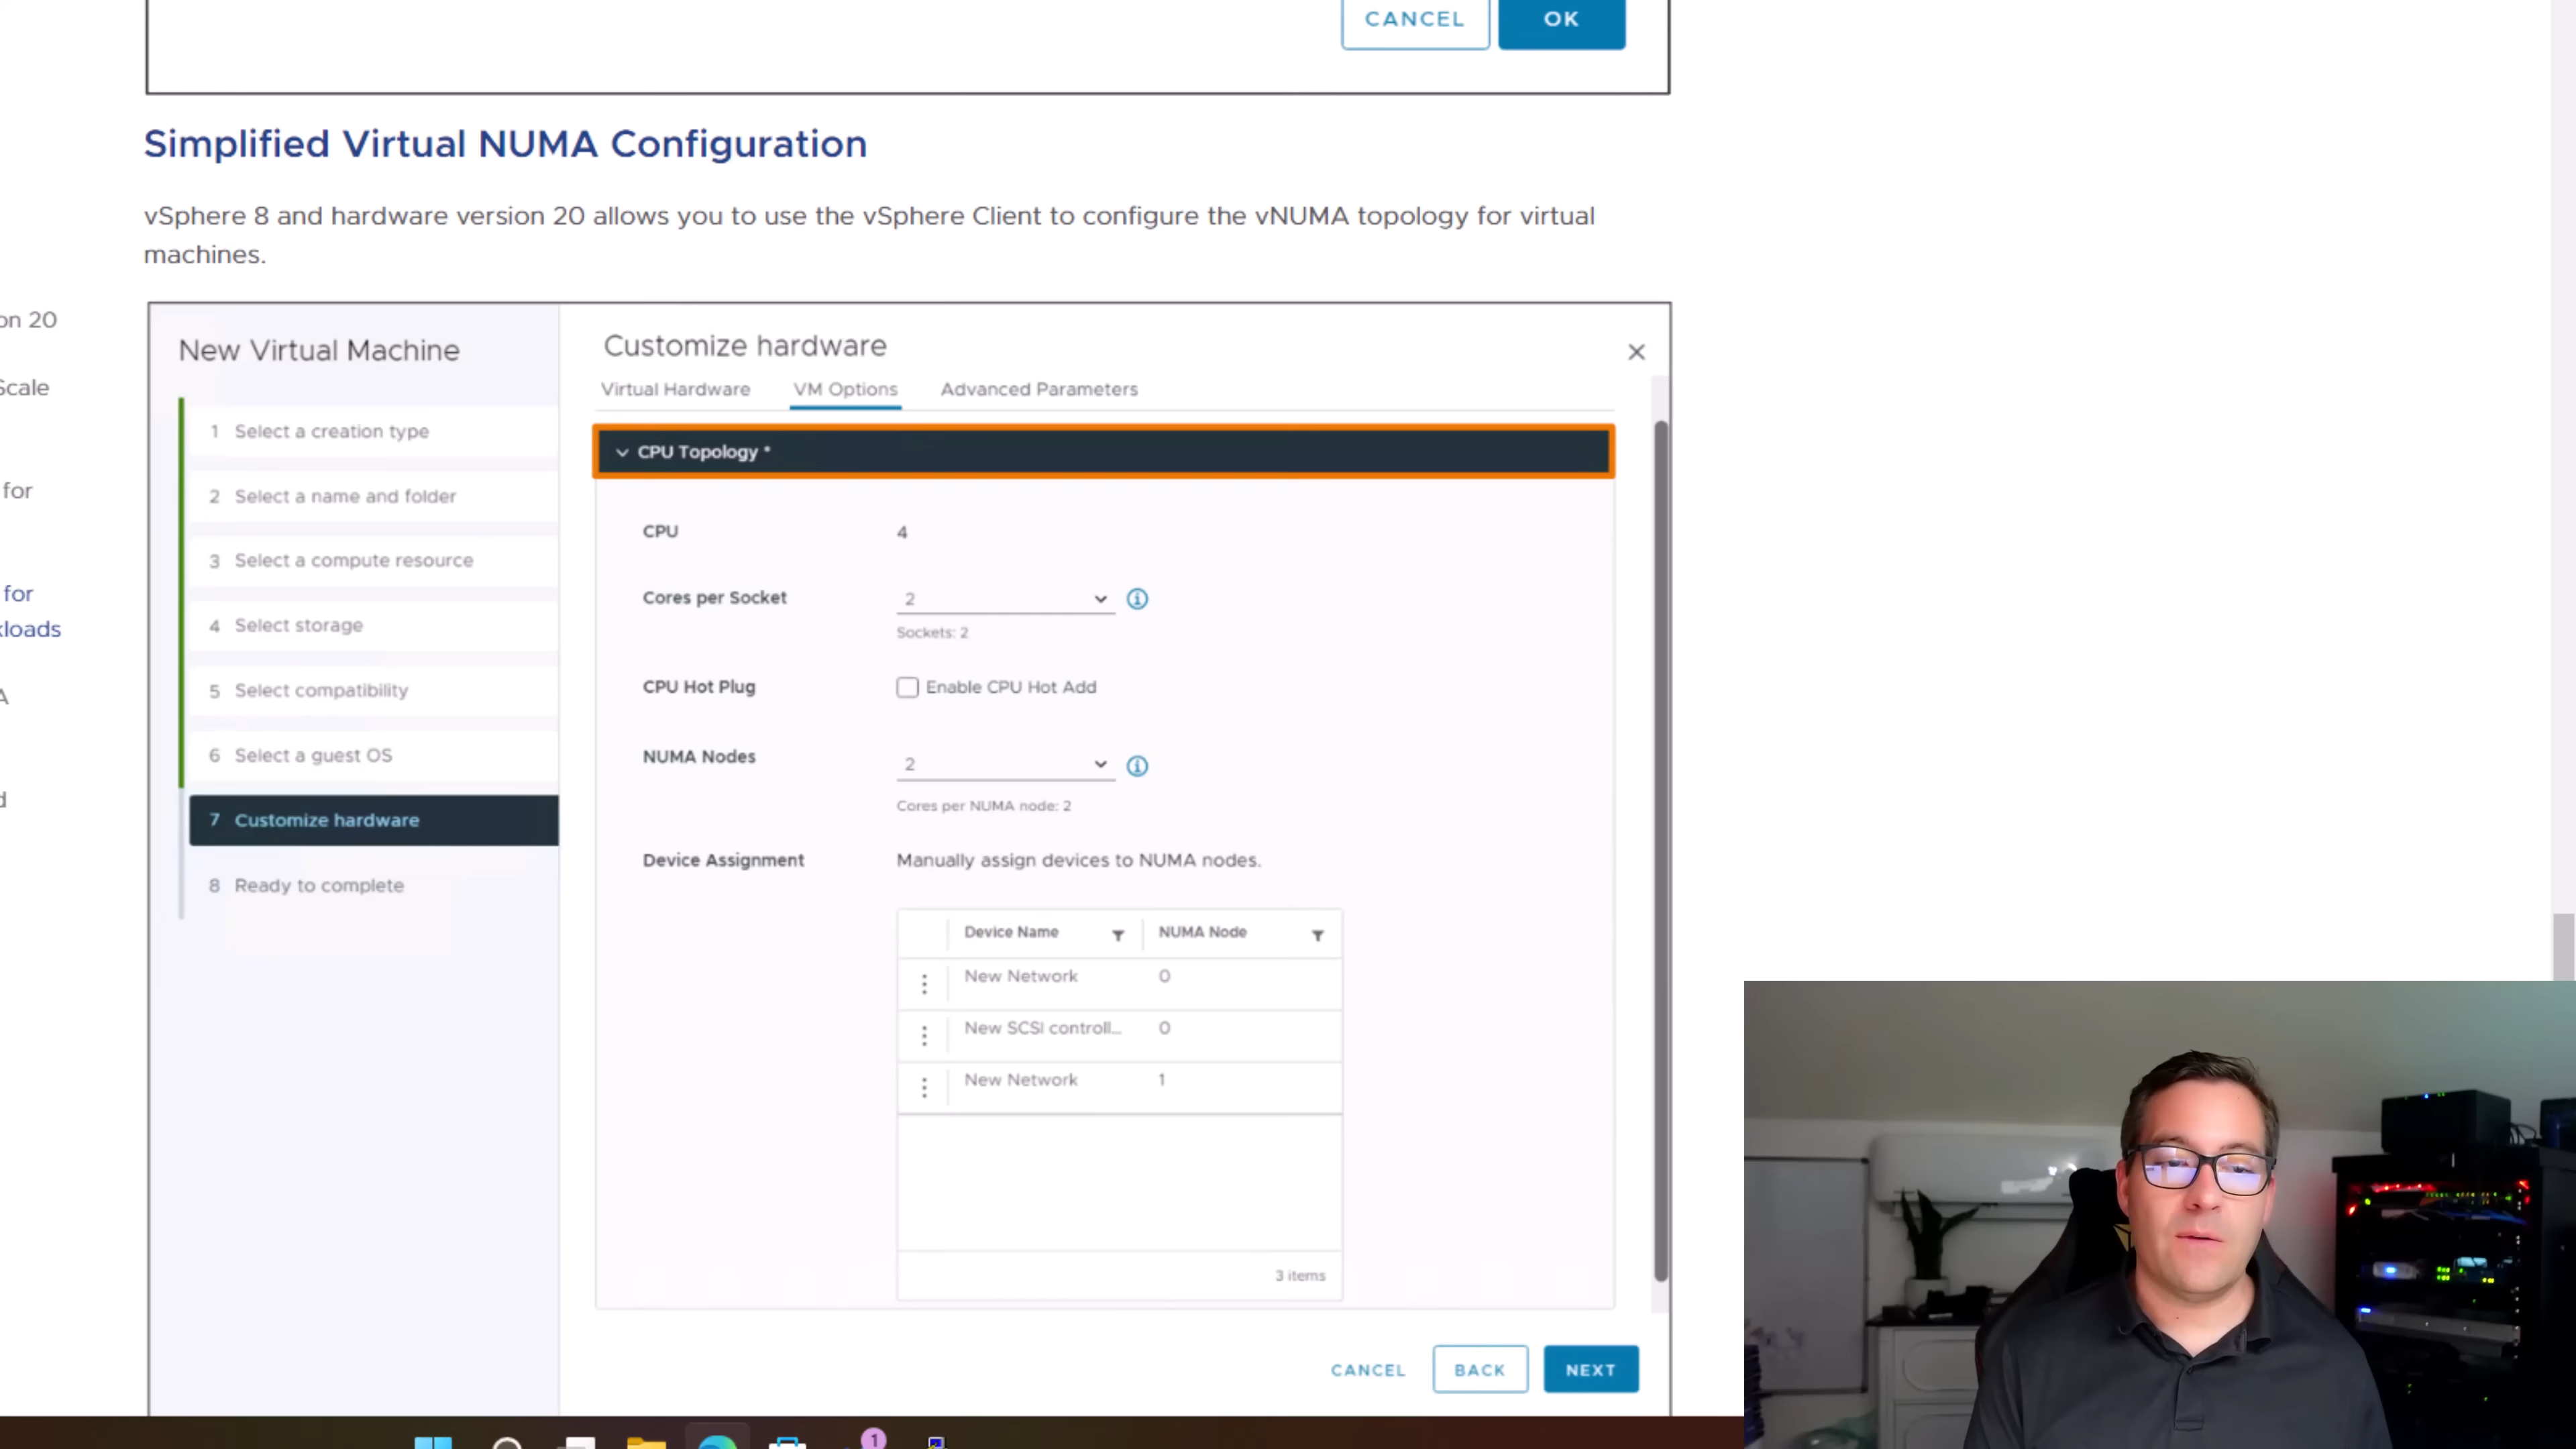 CANCEL OK
Simplified Virtual NUMA Configuration
vSphere 8 and hardware version 20 allows you to use the vSphere Client to configure the vNUMA topology for virtual
machines.
on 20
Scale
for
for
loads
A
d
New Virtual Machine
1 Select a creation type
2 Select a name and folder
3 Select a compute resource
4 Select storage
5 Select compatibility
6 Select a guest OS
7 Customize hardware
8 Ready to complete
Customize hardware
Virtual Hardware VM Options Advanced Parameters
CPU Topology *
CPU 4
Cores per Socket 2
Sockets: 2
CPU Hot Plug Enable CPU Hot Add
NUMA Nodes 2
Cores per NUMA node: 2
Device Assignment Manually assign devices to NUMA nodes.
Device Name NUMA Node
New Network 0
New SCSI controll... 0
New Network 1
3 items
CANCEL BACK NEXT
1